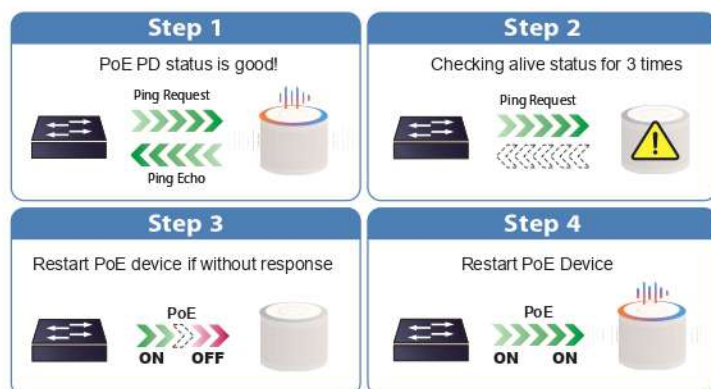 Step 1
PoE PD status is good!
Ping Request
Ping Echo
Step 2
Checking alive status for 3 times
Ping Request
Step 3
Restart PoE device if without response
PoE
ON OFF
Step 4
Restart PoE Device
PoE
ON ON